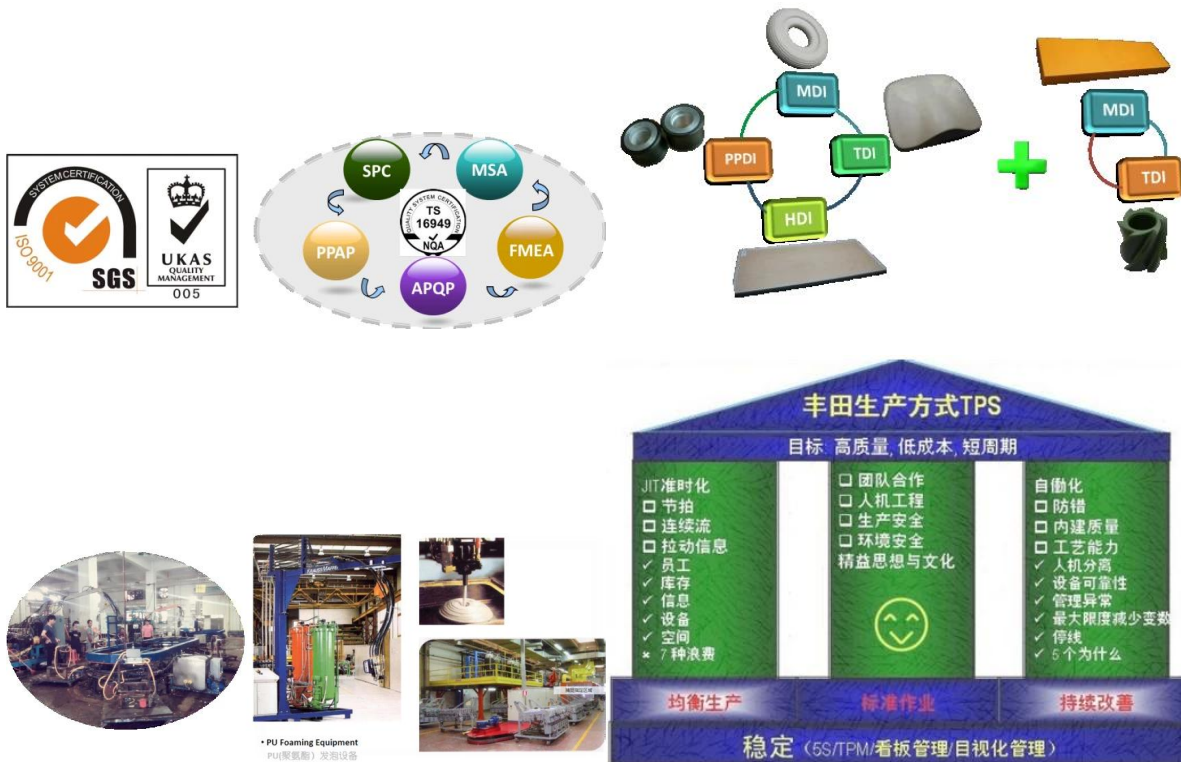 SYSTEM CERTIFICATION
ISO 9001
SGS
UKAS
QUALITY
MANAGEMENT
005
SPC
MSA
PPAP
FMEA
APQP
QUALITY SYSTEM CERTIFICATION
TS
16949
NQA
MDI
PPDI
TDI
HDI
MDI
TDI
• PU Foaming Equipment
PU(聚氨酯）发泡设备
丰田生产方式TPS
目标: 高质量, 低成本, 短周期
JIT准时化
节拍
连续流
拉动信息
✓ 员工
✓ 库存
✓ 信息
✓ 设备
✓ 空间
× 7种浪费
团队合作
人机工程
生产安全
环境安全
精益思想与文化
自働化
防错
内建质量
工艺能力
✓ 人机分离
✓ 设备可靠性
✓ 管理异常
✓ 最大限度减少变数
✓ 停线
✓ 5个为什么
均衡生产
标准作业
持续改善
稳定（5S/TPM/看板管理/目视化管理）